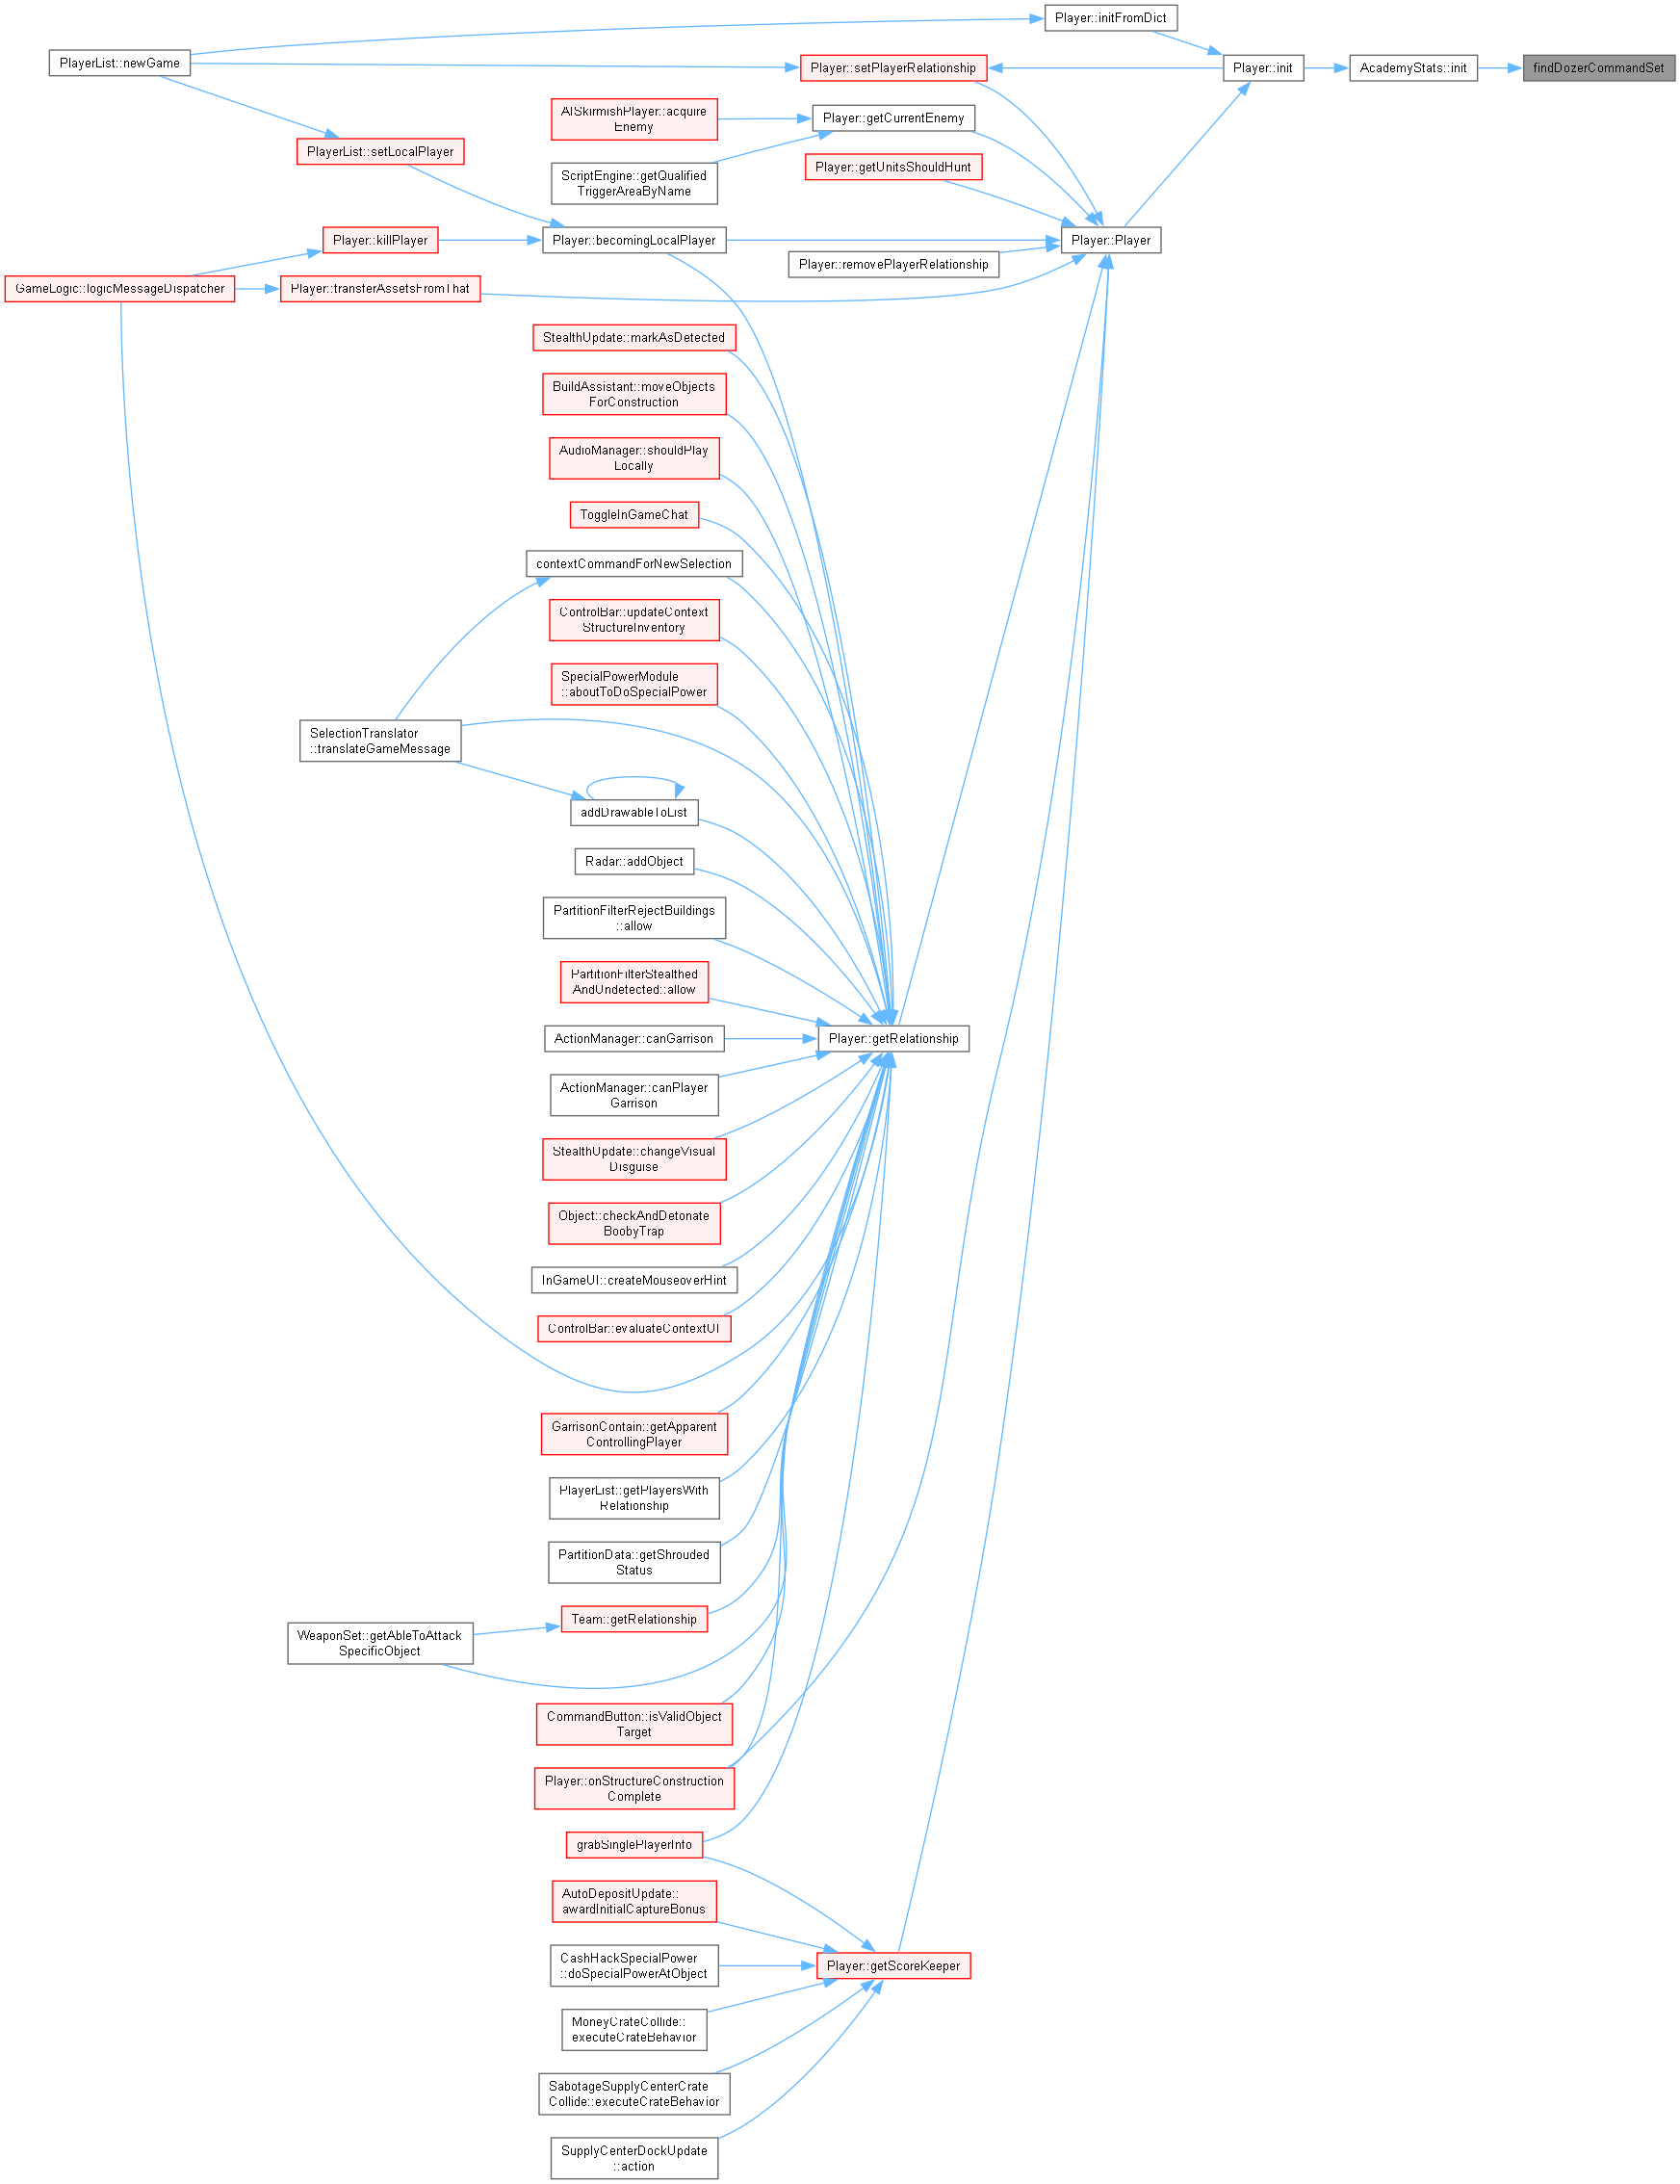 Player::initFromDict
PlayerList::newGame
Player::setPlayerRelationship
Player::init
AcademyStats::init
findDozerCommandSet
AISkirmishPlayer::acquire
Enemy
Player::getCurrentEnemy
PlayerList::setLocalPlayer
Player::getUnitsShouldHunt
ScriptEngine::getQualified
TriggerAreaByName
Player::killPlayer
Player::becomingLocalPlayer
Player::Player
Player::removePlayerRelationship
GameLogic::logicMessageDispatcher
Player::transferAssetsFromThat
StealthUpdate::markAsDetected
BuildAssistant::moveObjects
ForConstruction
AudioManager::shouldPlay
Locally
ToggleInGameChat
contextCommandForNewSelection
ControlBar::updateContext
StructureInventory
SpecialPowerModule
::aboutToDoSpecialPower
SelectionTranslator
::translateGameMessage
addDrawableToList
Radar::addObject
PartitionFilterRejectBuildings
::allow
PartitionFilterStealthed
AndUndetected::allow
ActionManager::canGarrison
Player::getRelationship
ActionManager::canPlayer
Garrison
StealthUpdate::changeVisual
Disguise
Object::checkAndDetonate
BoobyTrap
InGameUI::createMouseoverHint
ControlBar::evaluateContextUI
GarrisonContain::getApparent
ControllingPlayer
PlayerList::getPlayersWith
Relationship
PartitionData::getShrouded
Status
Team::getRelationship
WeaponSet::getAbleToAttack
SpecificObject
CommandButton::isValidObject
Target
Player::onStructureConstruction
Complete
grabSinglePlayerInfo
AutoDepositUpdate::
awardInitialCaptureBonus
CashHackSpecialPower
::doSpecialPowerAtObject
Player::getScoreKeeper
MoneyCrateCollide::
executeCrateBehavior
SabotageSupplyCenterCrate
Collide::executeCrateBehavior
SupplyCenterDockUpdate
::action